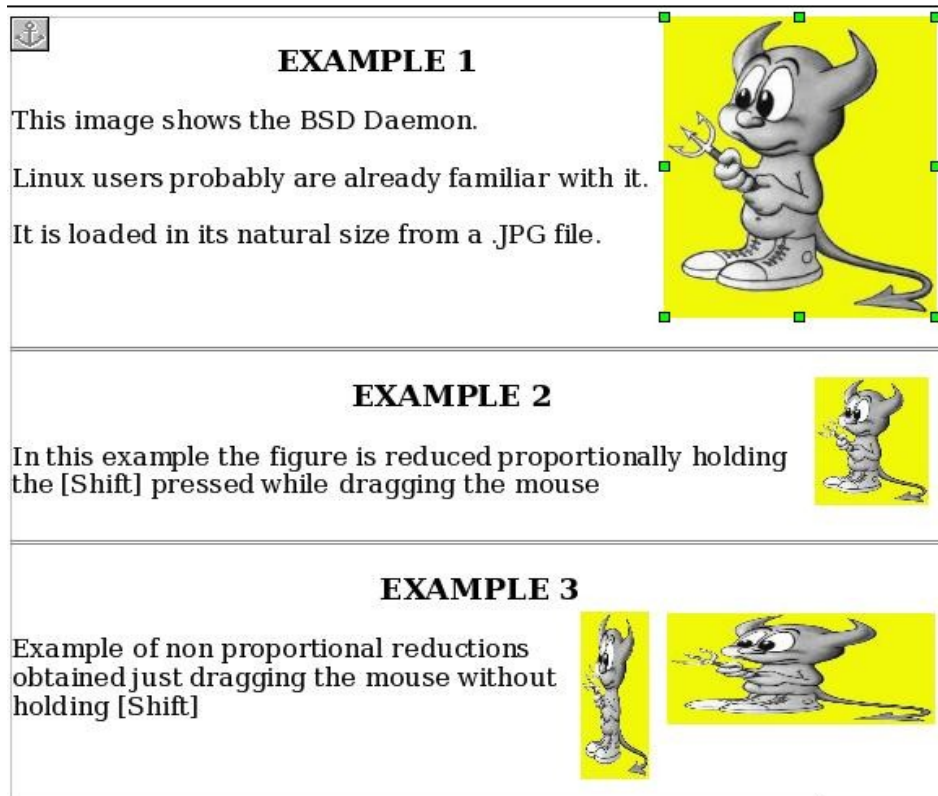 EXAMPLE 1
This image shows the BSD Daemon.
Linux users probably are already familiar with it.
It is loaded in its natural size from a .JPG file.
EXAMPLE 2
In this example the figure is reduced proportionally holding
the [Shift] pressed while dragging the mouse
EXAMPLE 3
Example of non proportional reductions
obtained just dragging the mouse without
holding [Shift]